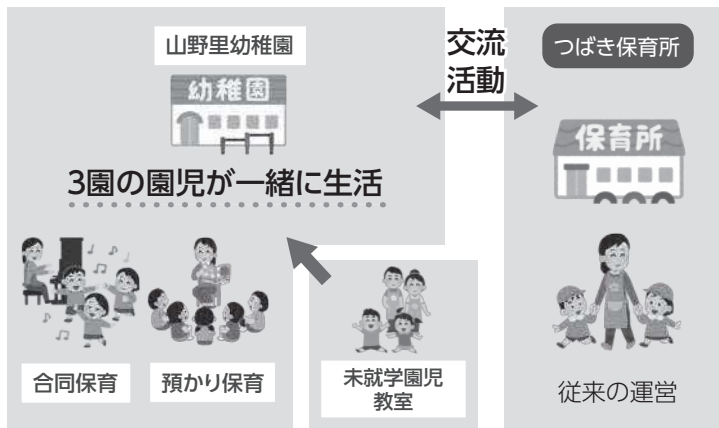 山野里幼稚園
幼稚園
3園の園児が一緒に生活
合同保育
預かり保育
未就学園児
教室
交流
活動
つばき保育所
保育所
従来の運営